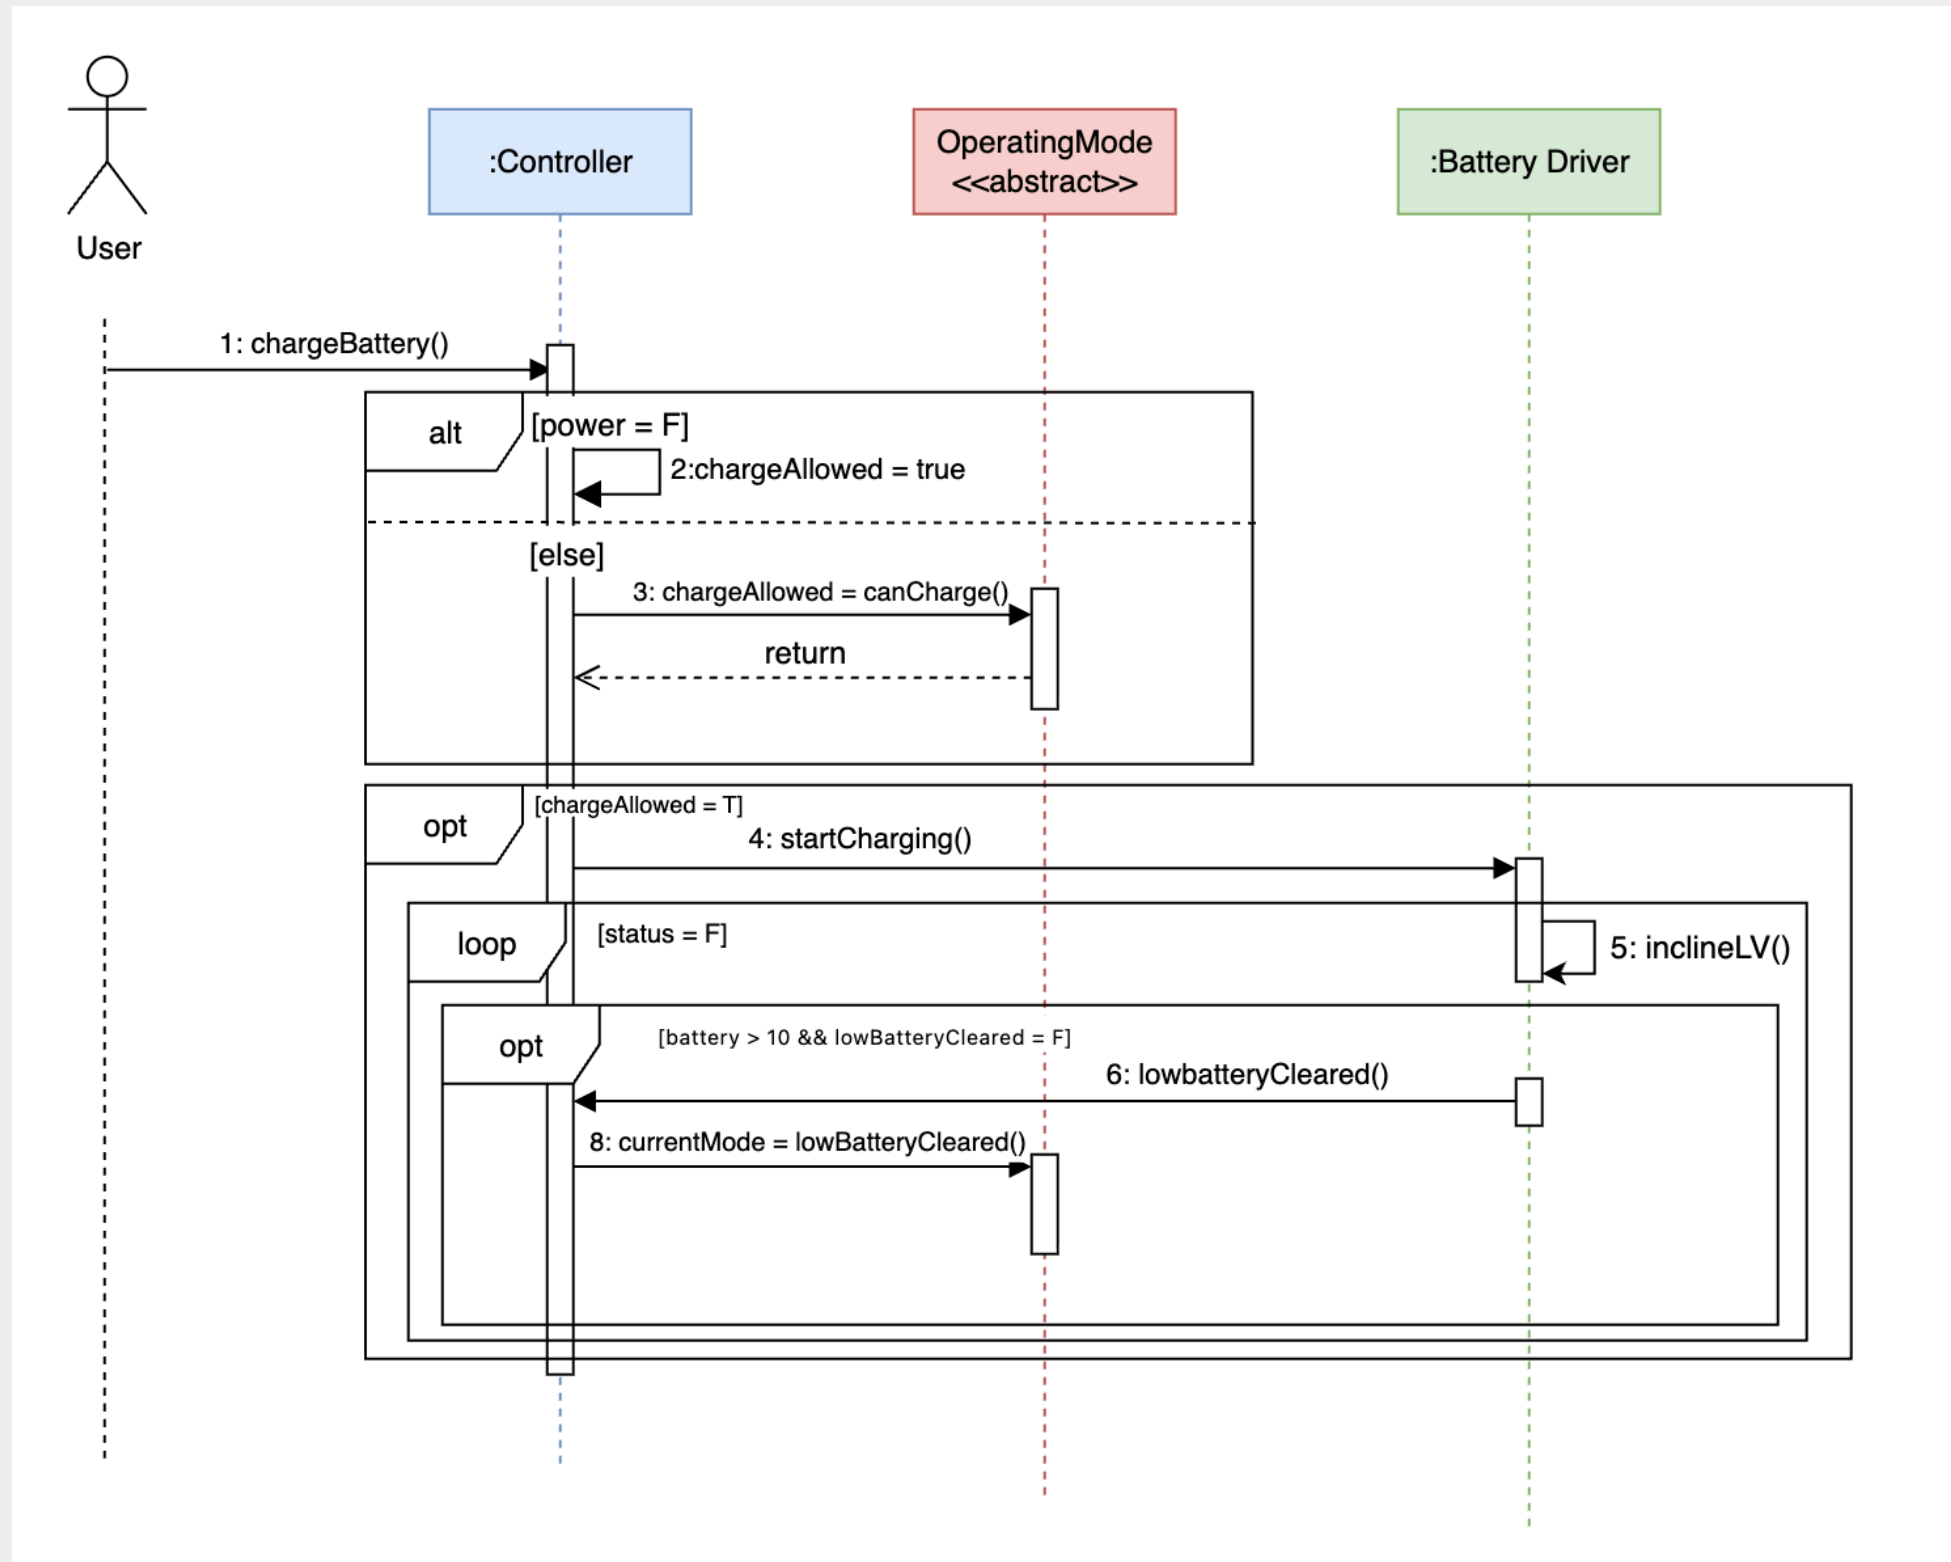 User
:Controller
OperatingMode
<<abstract>>
:Battery Driver
1: chargeBattery()
alt
[power = F]
2:chargeAllowed = true
[else]
3: chargeAllowed = canCharge()
return
opt
[chargeAllowed = T]
4: startCharging()
loop
[status = F]
5: inclineLV()
opt
[battery > 10 && lowBatteryCleared = F]
6: lowbatteryCleared()
8: currentMode = lowBatteryCleared()